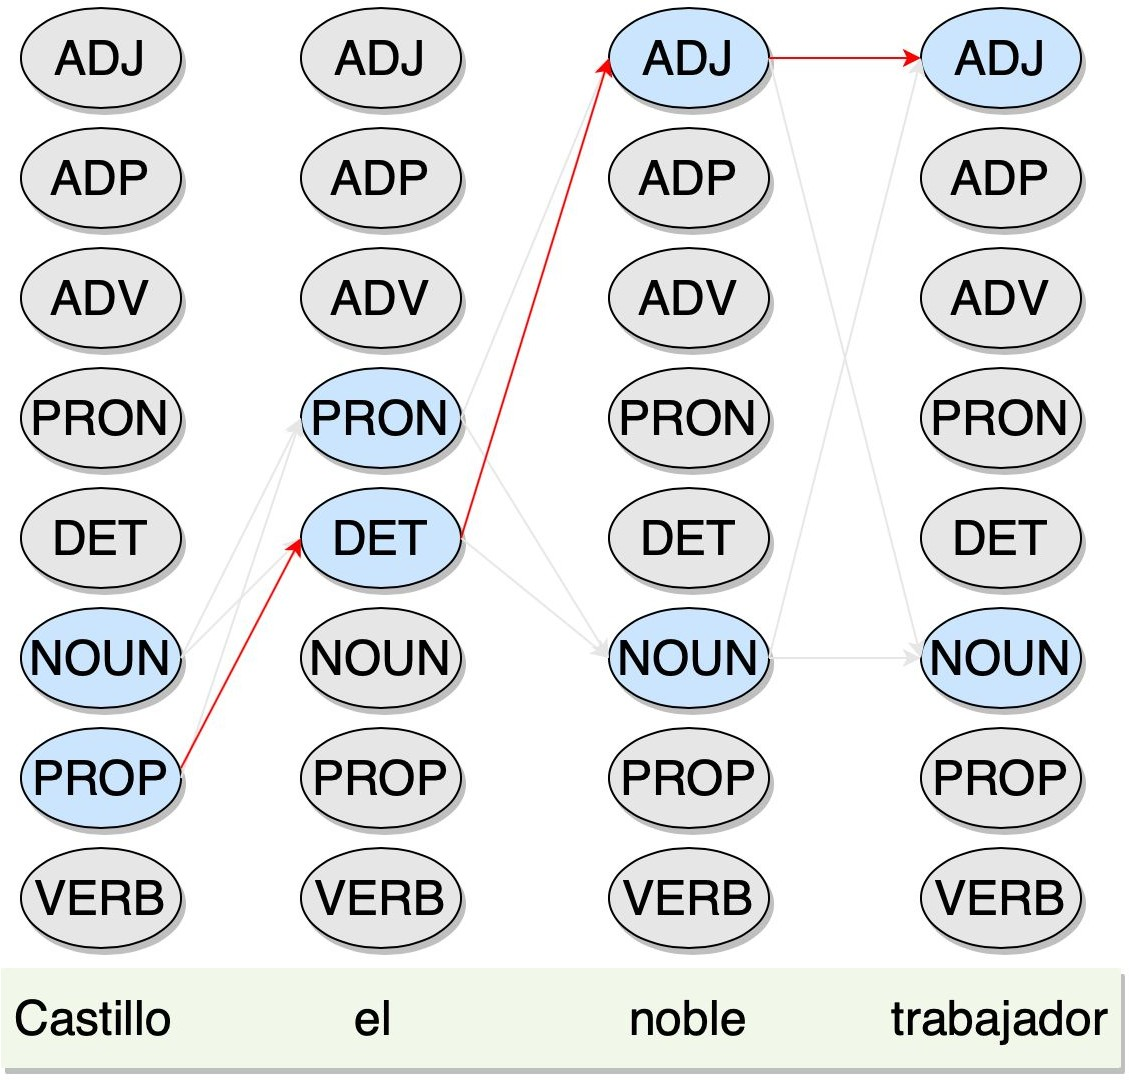 ADJ ADJ ADJ ADJ
ADP ADP ADP ADP
ADV ADV ADV ADV
PRON PRON PRON PRON
DET DET DET DET
NOUN NOUN NOUN NOUN
PROP PROP PROP PROP
VERB VERB VERB VERB
Castillo el noble trabajador